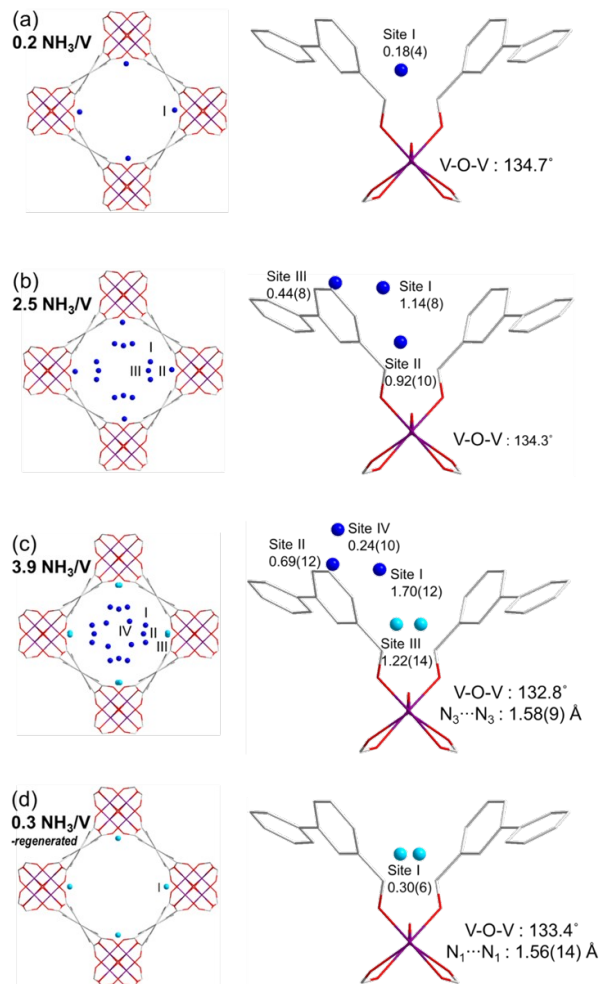 (a)
0.2 NH₃/V
I
Site I
0.18(4)
V-O-V : 134.7˚
(b)
2.5 NH₃/V
I
III
II
Site III
0.44(8)
Site I
1.14(8)
Site II
0.92(10)
V-O-V : 134.3˚
(c)
3.9 NH₃/V
I
IV
II
III
Site IV
0.24(10)
Site II
0.69(12)
Site I
1.70(12)
Site III
1.22(14)
V-O-V : 132.8˚
N₃···N₃ : 1.58(9) Å
(d)
0.3 NH₃/V
-regenerated
I
Site I
0.30(6)
V-O-V : 133.4˚
N₁···N₁ : 1.56(14) Å